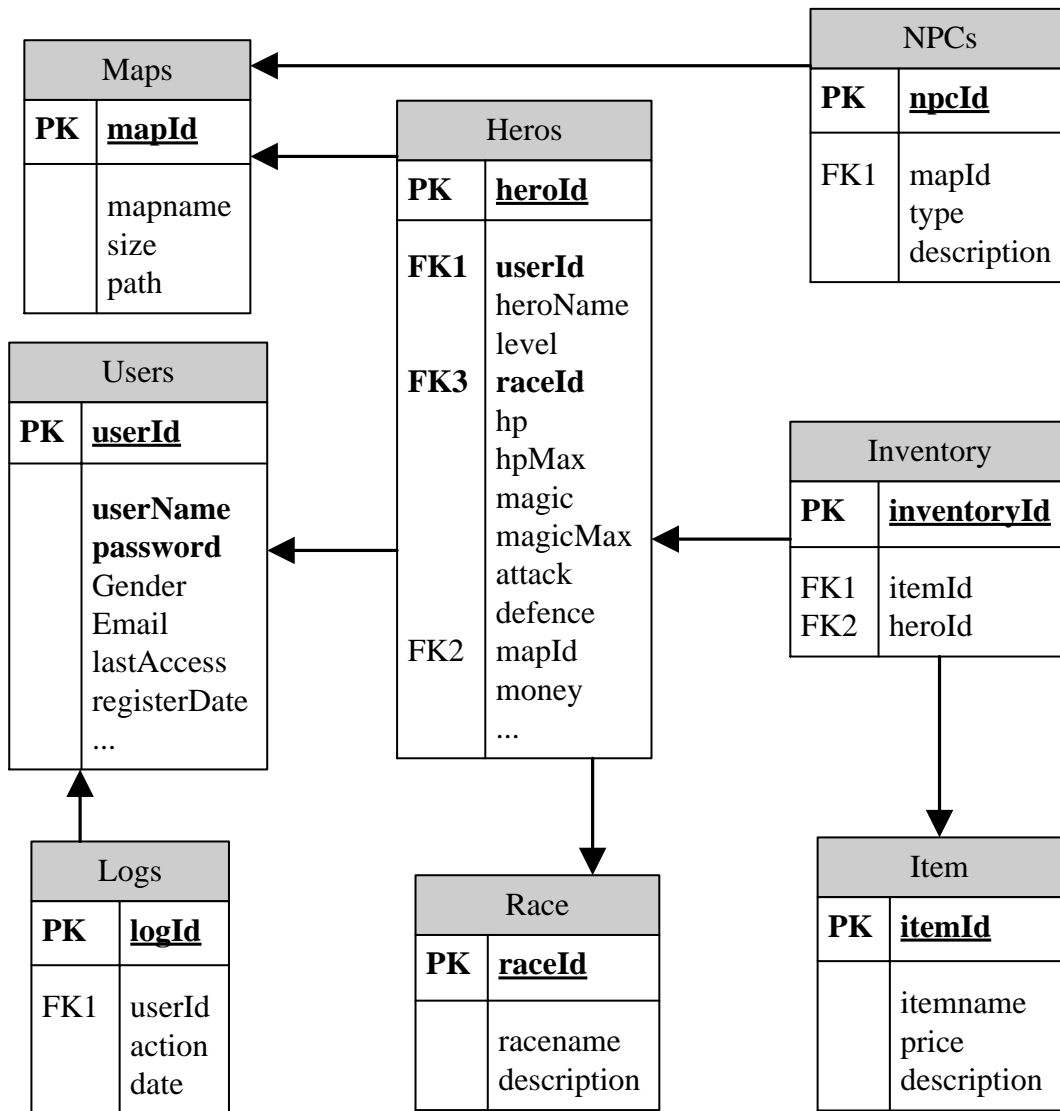 Maps
PK mapId
mapname
size
path
NPCs
PK npcId
FK1 mapId
type
description
Heros
PK heroId
FK1 userId
heroName
level
FK3 raceId
hp
hpMax
magic
magicMax
attack
defence
FK2 mapId
money
...
Users
PK userId
userName
password
Gender
Email
lastAccess
registerDate
...
Inventory
PK inventoryId
FK1 itemId
FK2 heroId
Logs
PK logId
FK1 userId
action
date
Race
PK raceId
racename
description
Item
PK itemId
itemname
price
description